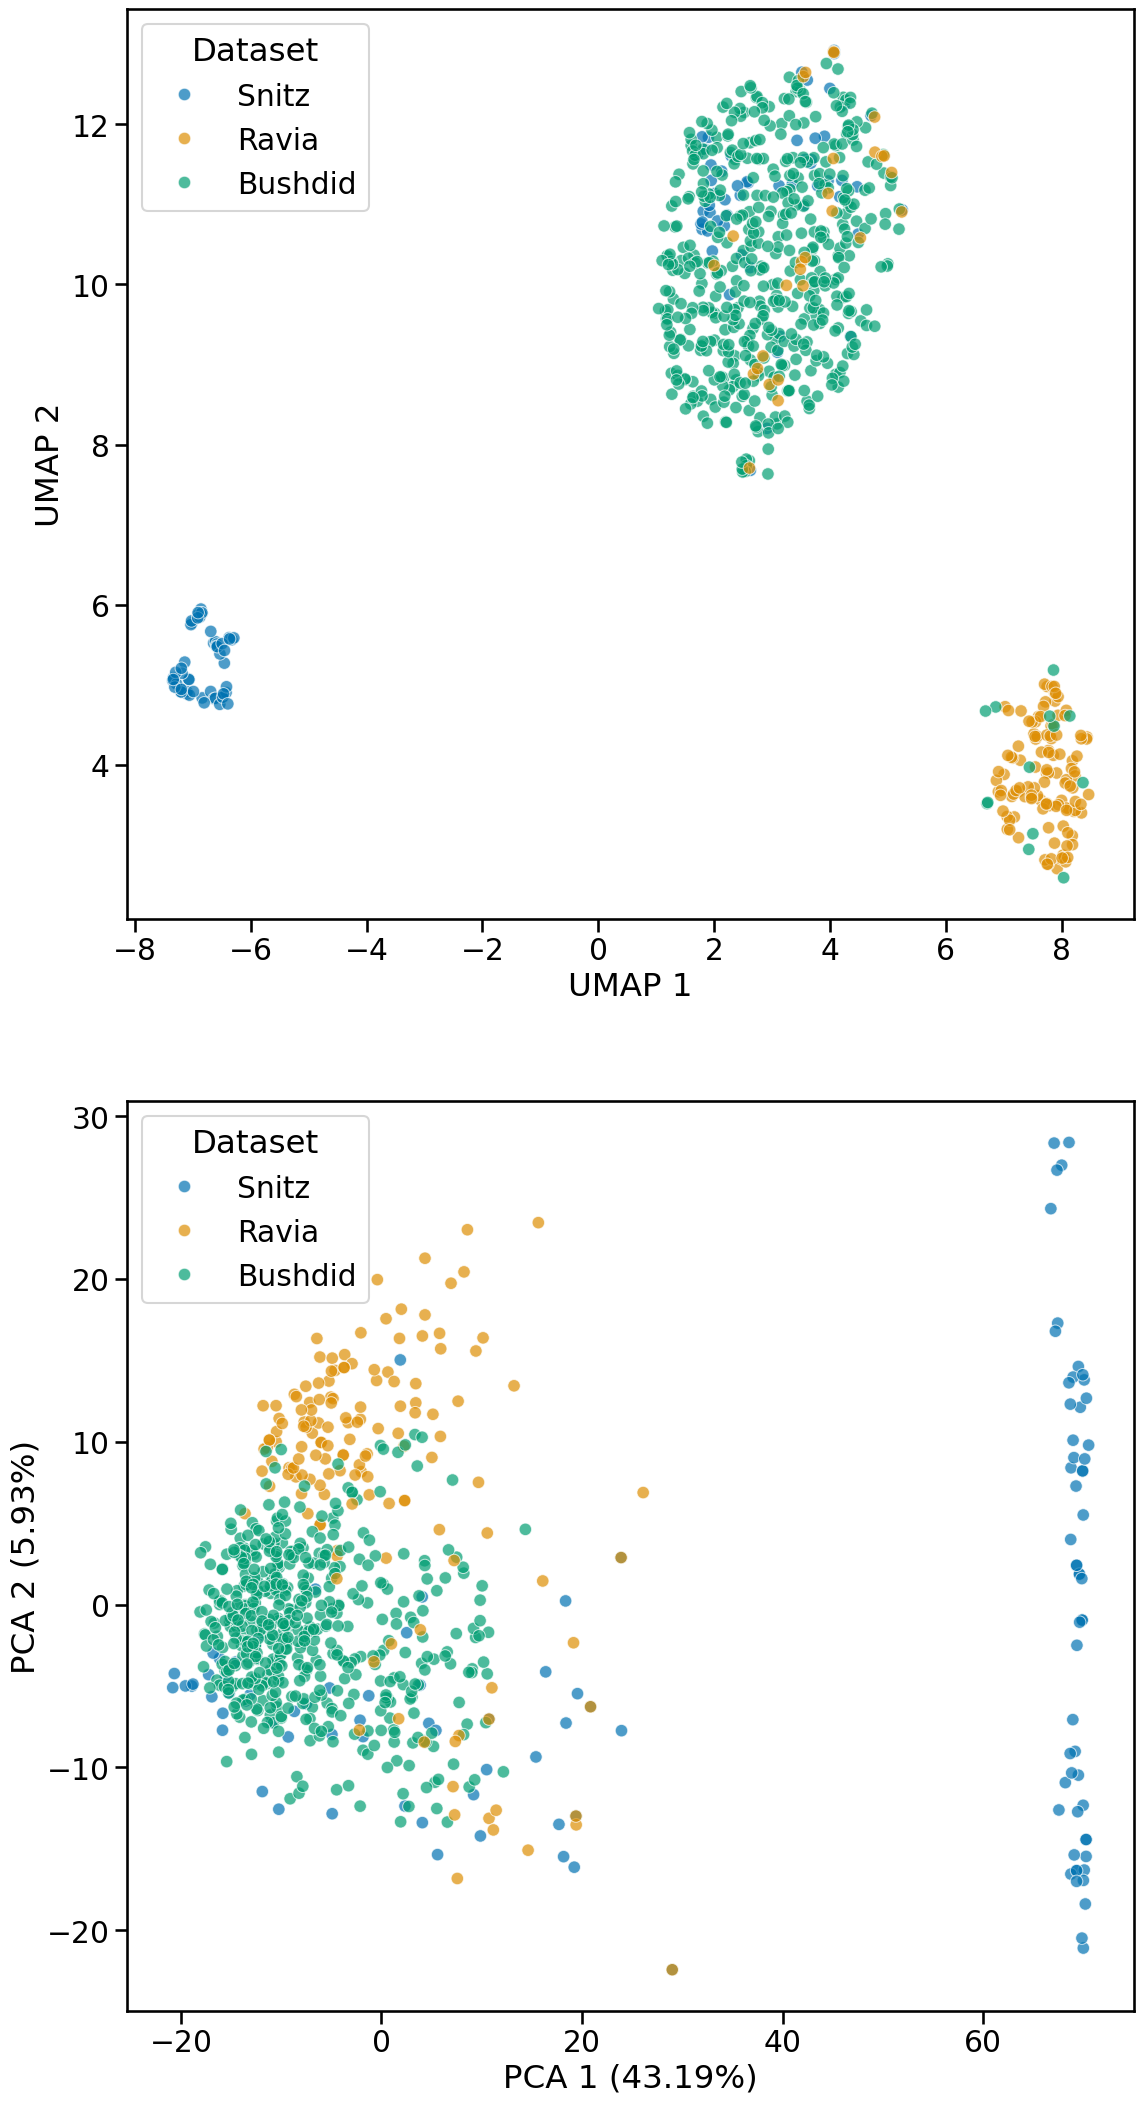 Dataset
Snitz
Ravia
Bushdid
12
10
8
6
4
UMAP 2
−8 −6 −4 −2 0 2 4 6 8
UMAP 1
Dataset
Snitz
Ravia
Bushdid
30
20
10
0
−10
−20
PCA 2 (5.93%)
−20 0 20 40 60
PCA 1 (43.19%)